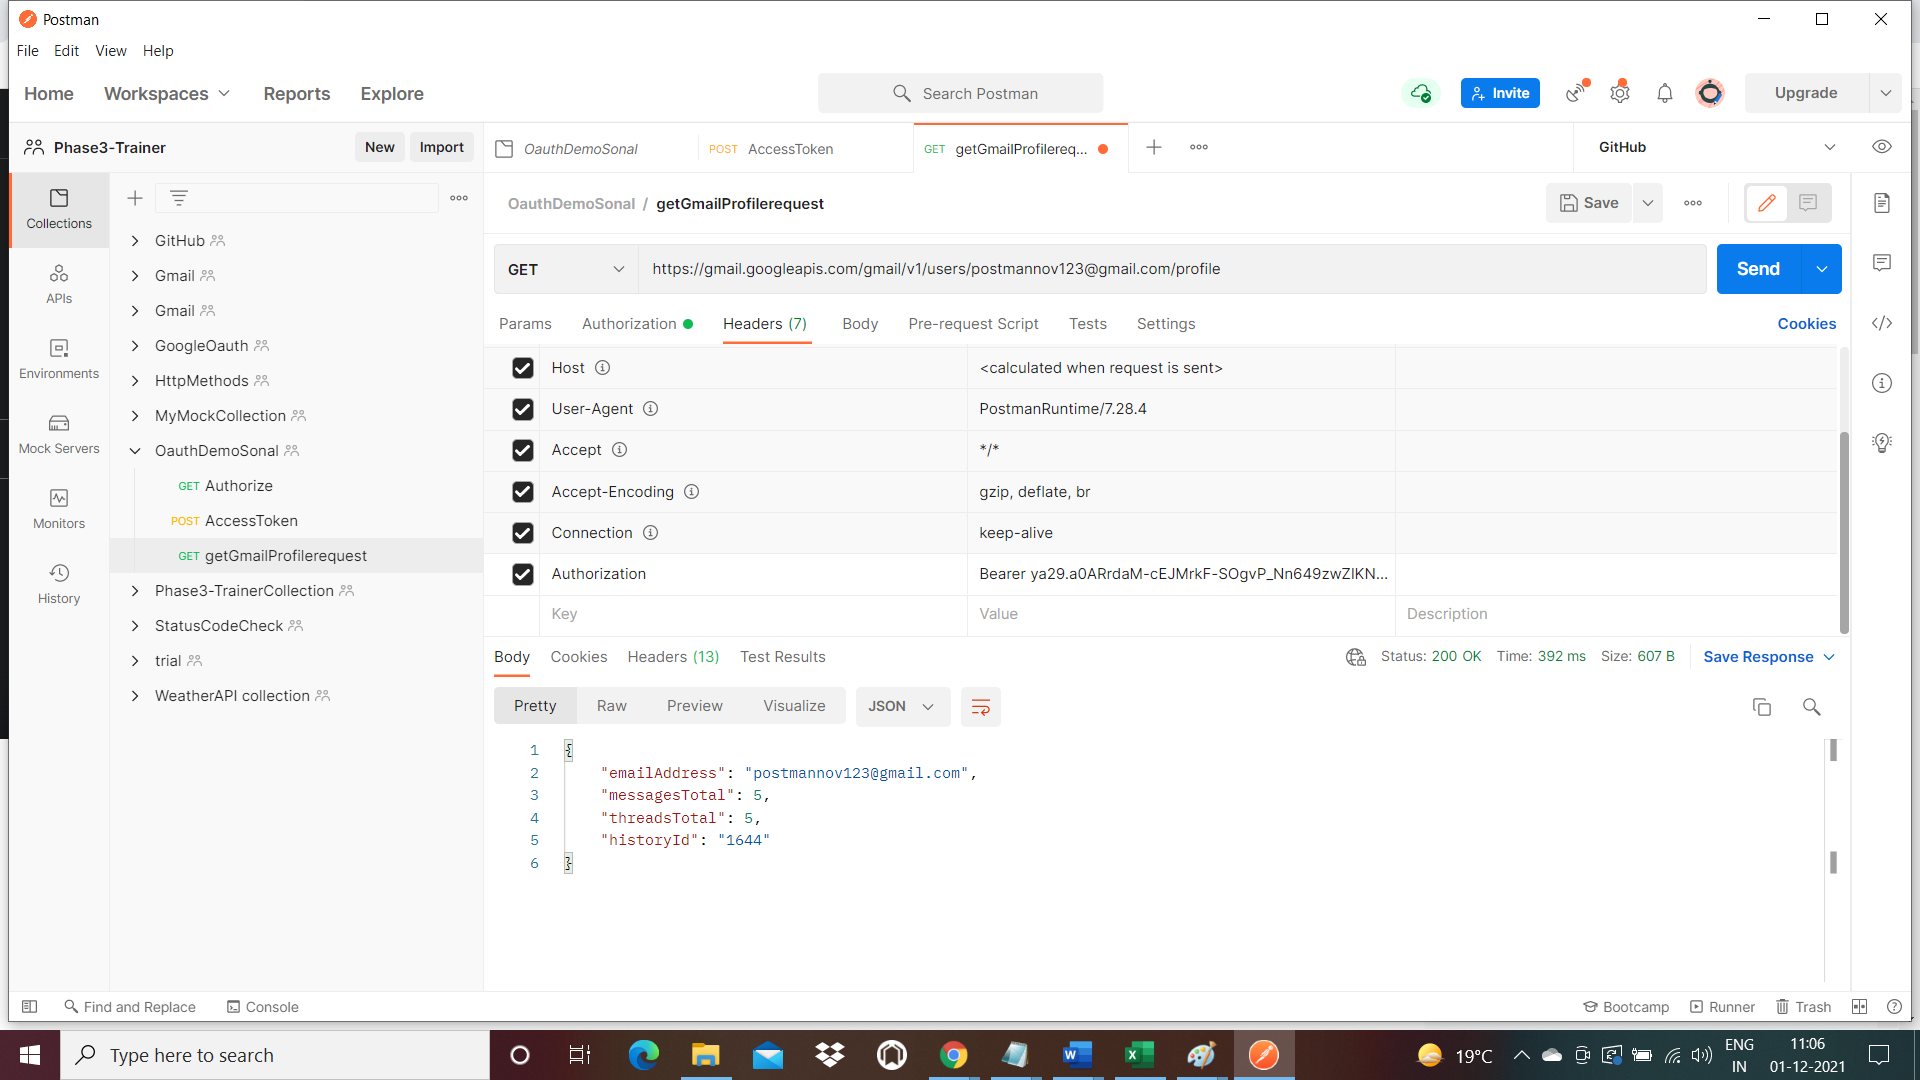 Postman
File Edit View Help
Home Workspaces Reports Explore Search Postman Invite Upgrade
Phase3-Trainer New Import OauthDemoSonal POST AccessToken GET getGmailProfilereq... GitHub
OauthDemoSonal / getGmailProfilerequest Save
Collections
APIs
Environments
Mock Servers
Monitors
History
GitHub
Gmail
Gmail
GoogleOauth
HttpMethods
MyMockCollection
OauthDemoSonal
GET Authorize
POST AccessToken
GET getGmailProfilerequest
Phase3-TrainerCollection
StatusCodeCheck
trial
WeatherAPI collection
GET https://gmail.googleapis.com/gmail/v1/users/postmannov123@gmail.com/profile Send
Params Authorization Headers (7) Body Pre-request Script Tests Settings Cookies
Host <calculated when request is sent>
User-Agent PostmanRuntime/7.28.4
Accept */*
Accept-Encoding gzip, deflate, br
Connection keep-alive
Authorization Bearer ya29.a0ARrdaM-cEJMrkF-SOgvP_Nn649zwZIKN...
Key Value Description
Body Cookies Headers (13) Test Results Status: 200 OK Time: 392 ms Size: 607 B Save Response
Pretty Raw Preview Visualize JSON
1 {
2 "emailAddress": "postmannov123@gmail.com",
3 "messagesTotal": 5,
4 "threadsTotal": 5,
5 "historyId": "1644"
6 }
Find and Replace Console Bootcamp Runner Trash
Type here to search 19°C ENG IN 11:06 01-12-2021